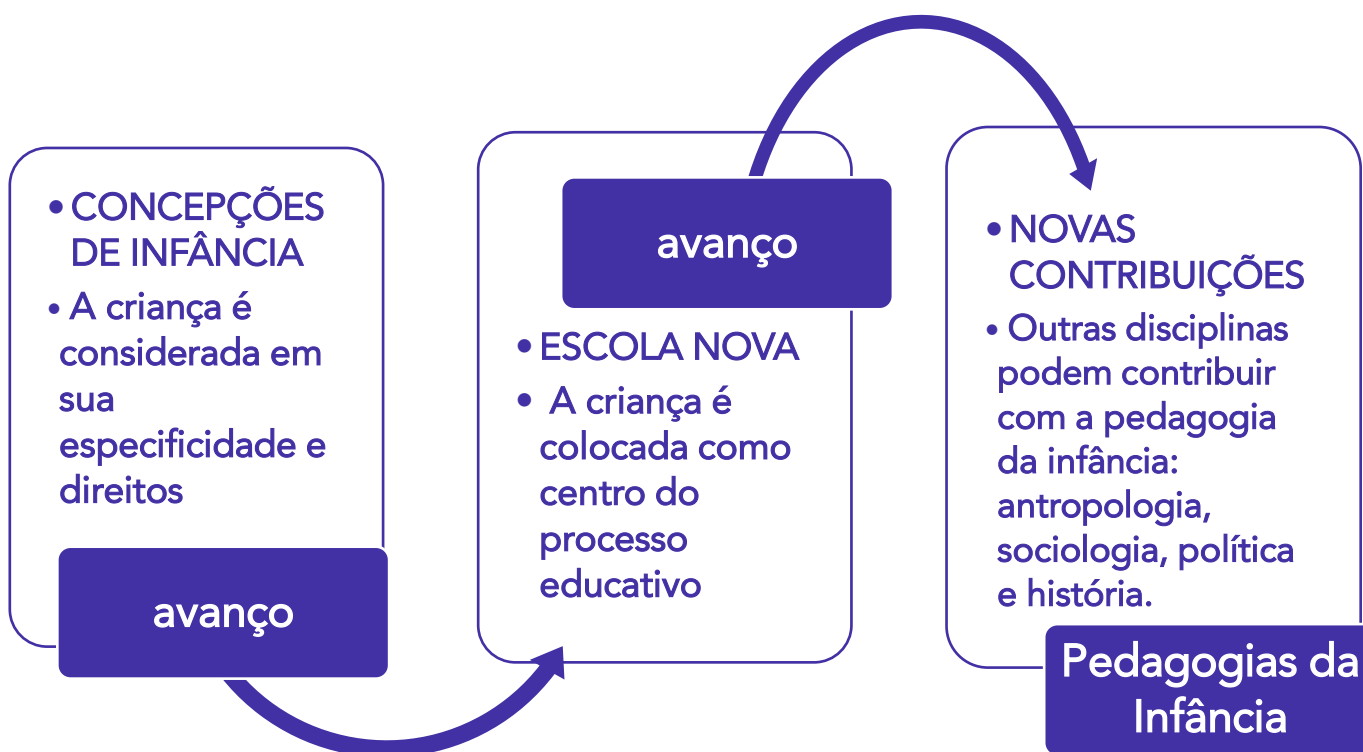 • CONCEPÇÕES
DE INFÂNCIA
• A criança é
considerada em
sua
especificidade e
direitos
avanço
avanço
• ESCOLA NOVA
• A criança é
colocada como
centro do
processo
educativo
• NOVAS
CONTRIBUIÇÕES
• Outras disciplinas
podem contribuir
com a pedagogia
da infância:
antropologia,
sociologia, política
e história.
Pedagogias da
Infância